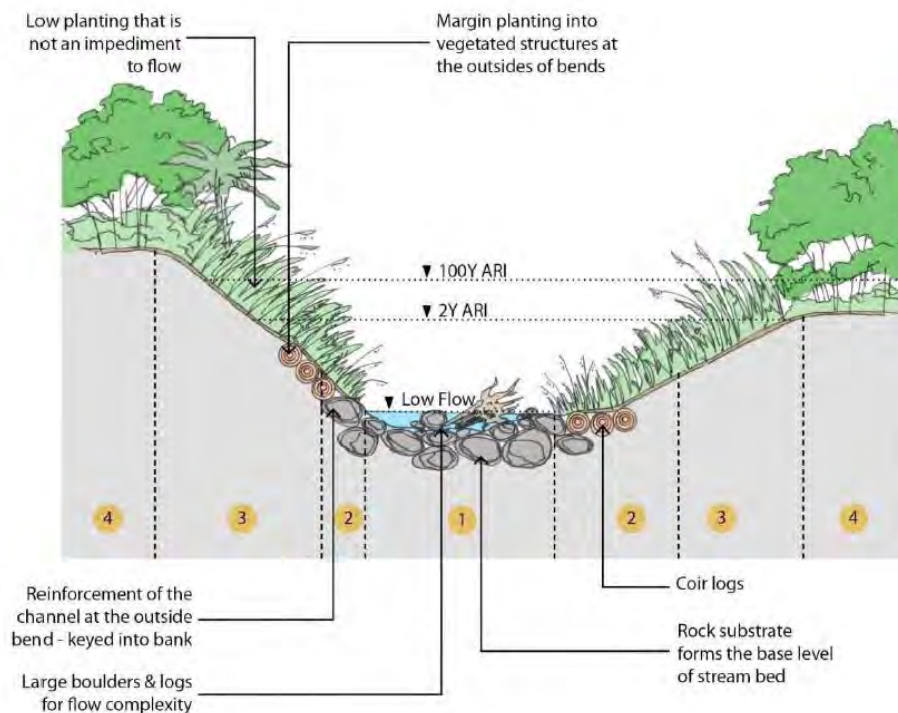 Low planting that is
not an impediment
to flow
Margin planting into
vegetated structures at
the outsides of bends
100Y ARI
2Y ARI
Low Flow
4
3
2
1
2
3
4
Reinforcement of the
channel at the outside
bend - keyed into bank
Large boulders & logs
for flow complexity
Coir logs
Rock substrate
forms the base level
of stream bed